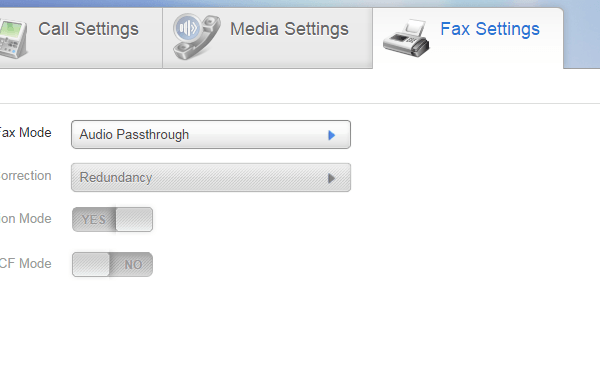 Call Settings
Media Settings
Fax Settings
Fax Mode
Audio Passthrough
orrection
Redundancy
on Mode
YES
CF Mode
NO